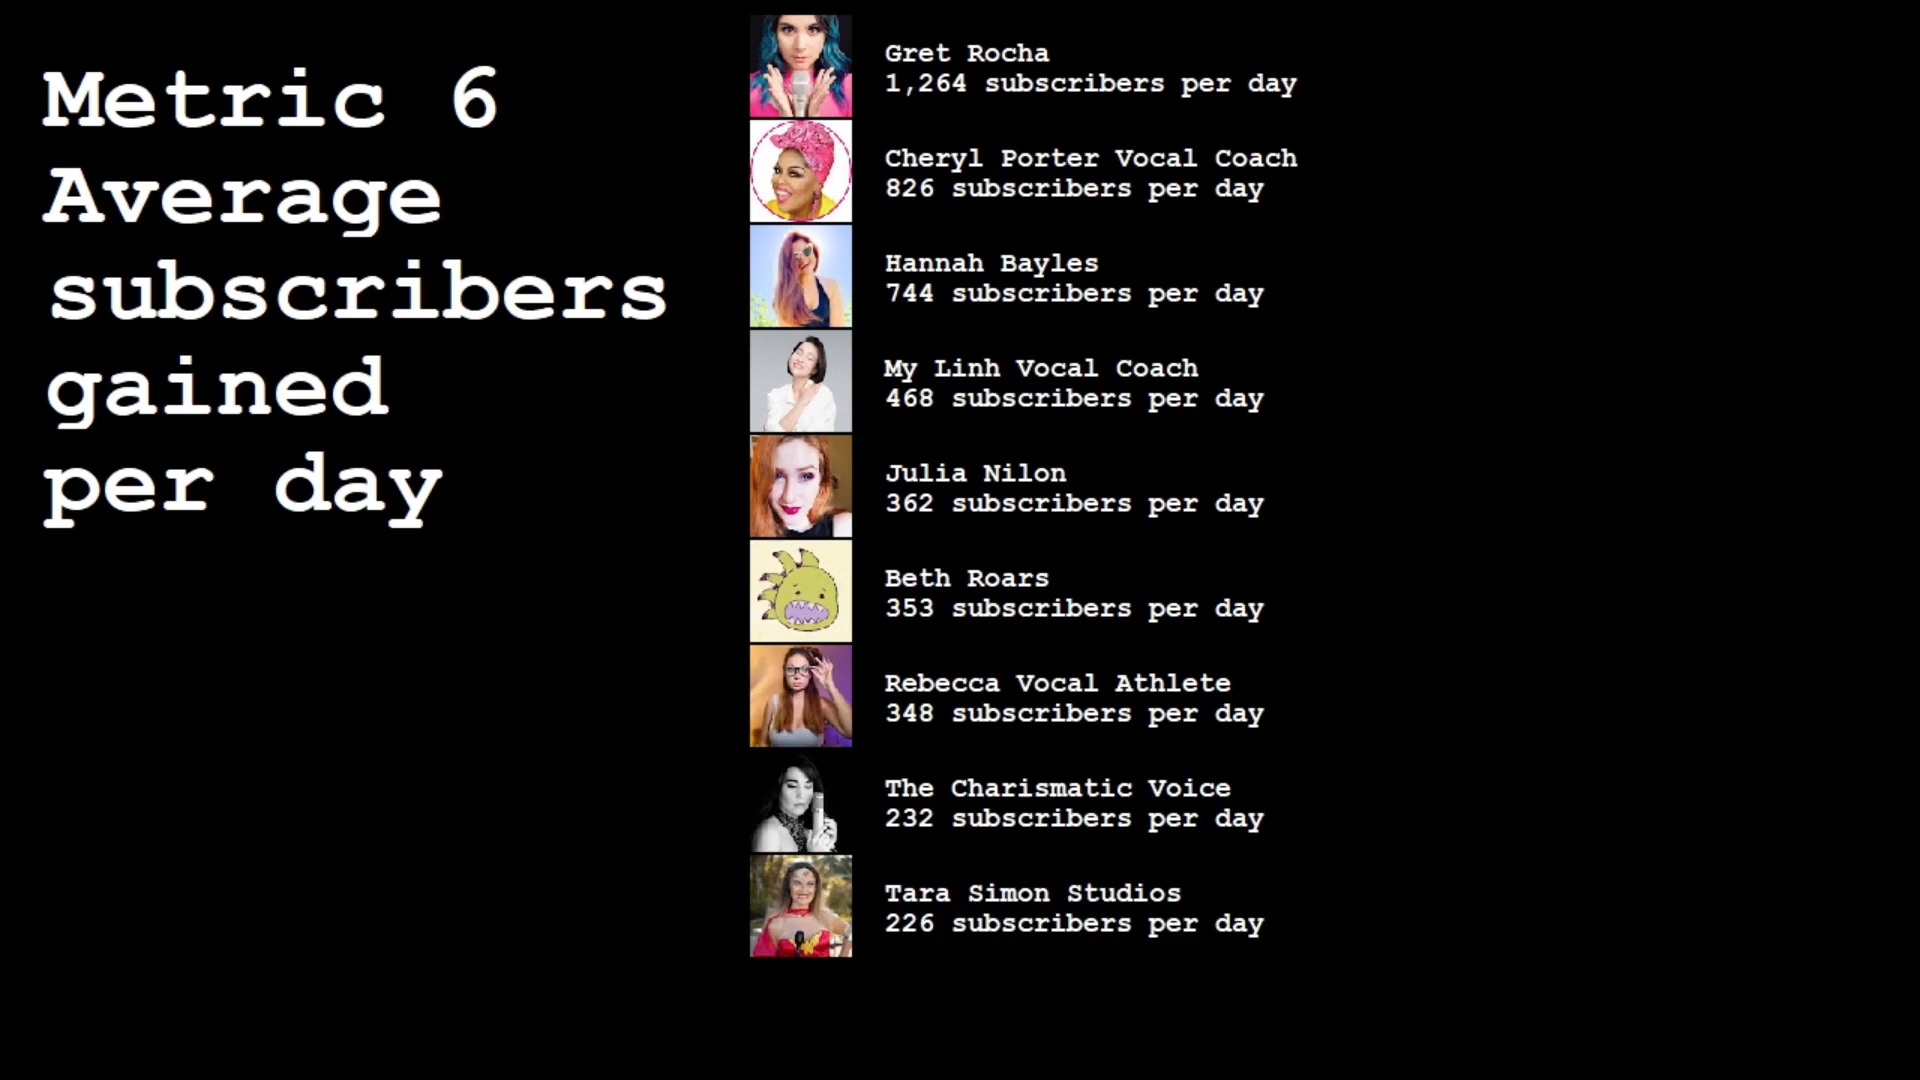 Metric 6
Average
subscribers
gained
per day
Gret Rocha
1,264 subscribers per day
Cheryl Porter Vocal Coach
826 subscribers per day
Hannah Bayles
744 subscribers per day
My Linh Vocal Coach
468 subscribers per day
Julia Nilon
362 subscribers per day
Beth Roars
353 subscribers per day
Rebecca Vocal Athlete
348 subscribers per day
The Charismatic Voice
232 subscribers per day
Tara Simon Studios
226 subscribers per day